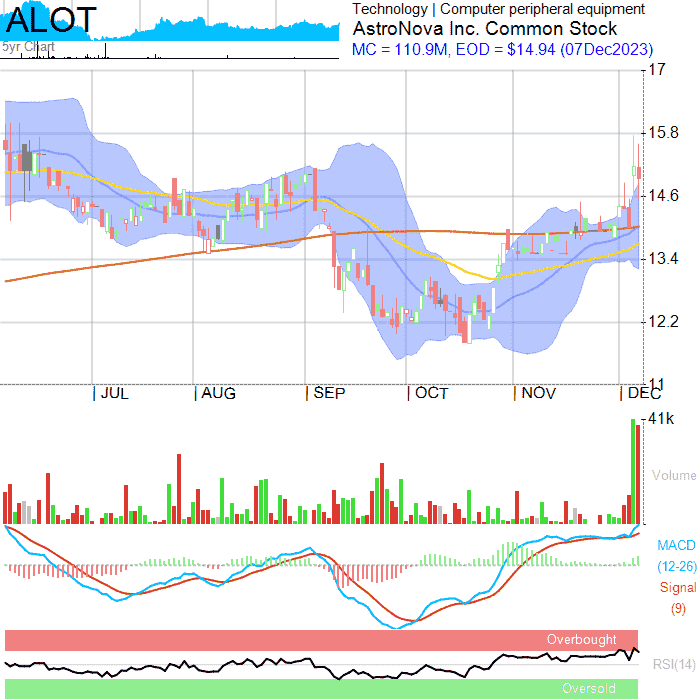 ALOT
5yr Chart
Technology | Computer peripheral equipment
AstroNova Inc. Common Stock
MC = 110.9M, EOD = $14.94 (07Dec2023)
17
15.8
14.6
13.4
12.2
11
JUL
AUG
SEP
OCT
NOV
DEC
41k
Volume
MACD
(12-26)
Signal
(9)
Overbought
RSI(14)
Oversold